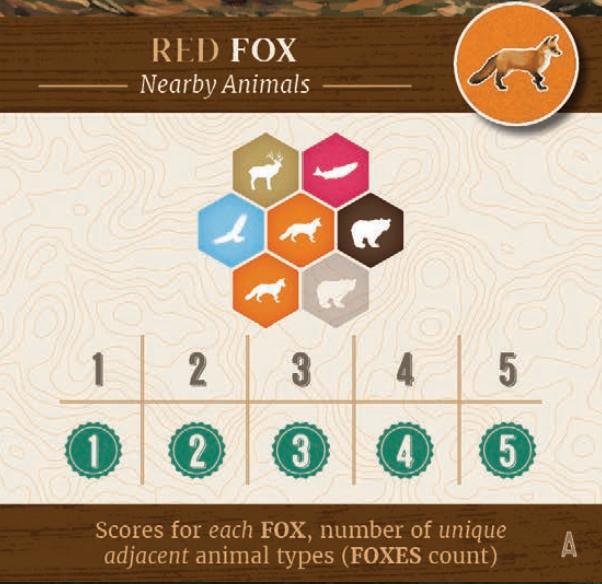 RED FOX
Nearby Animals
1 2 3 4 5
1 2 3 4 5
Scores for each FOX, number of unique
adjacent animal types (FOXES count)
A